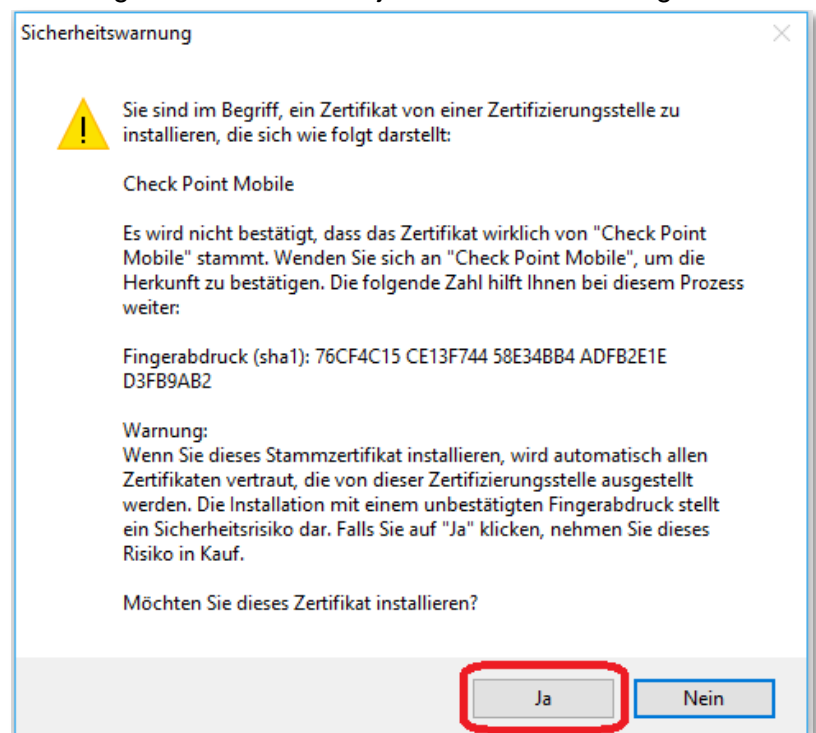 Sicherheitswarnung
Sie sind im Begriff, ein Zertifikat von einer Zertifizierungsstelle zu
installieren, die sich wie folgt darstellt:
Check Point Mobile
Es wird nicht bestätigt, dass das Zertifikat wirklich von "Check Point
Mobile" stammt. Wenden Sie sich an "Check Point Mobile", um die
Herkunft zu bestätigen. Die folgende Zahl hilft Ihnen bei diesem Prozess
weiter:
Fingerabdruck (sha1): 76CF4C15 CE13F744 58E34BB4 ADFB2E1E
D3FB9AB2
Warnung:
Wenn Sie dieses Stammzertifikat installieren, wird automatisch allen
Zertifikaten vertraut, die von dieser Zertifizierungsstelle ausgestellt
werden. Die Installation mit einem unbestätigten Fingerabdruck stellt
ein Sicherheitsrisiko dar. Falls Sie auf "Ja" klicken, nehmen Sie dieses
Risiko in Kauf.
Möchten Sie dieses Zertifikat installieren?
Ja
Nein